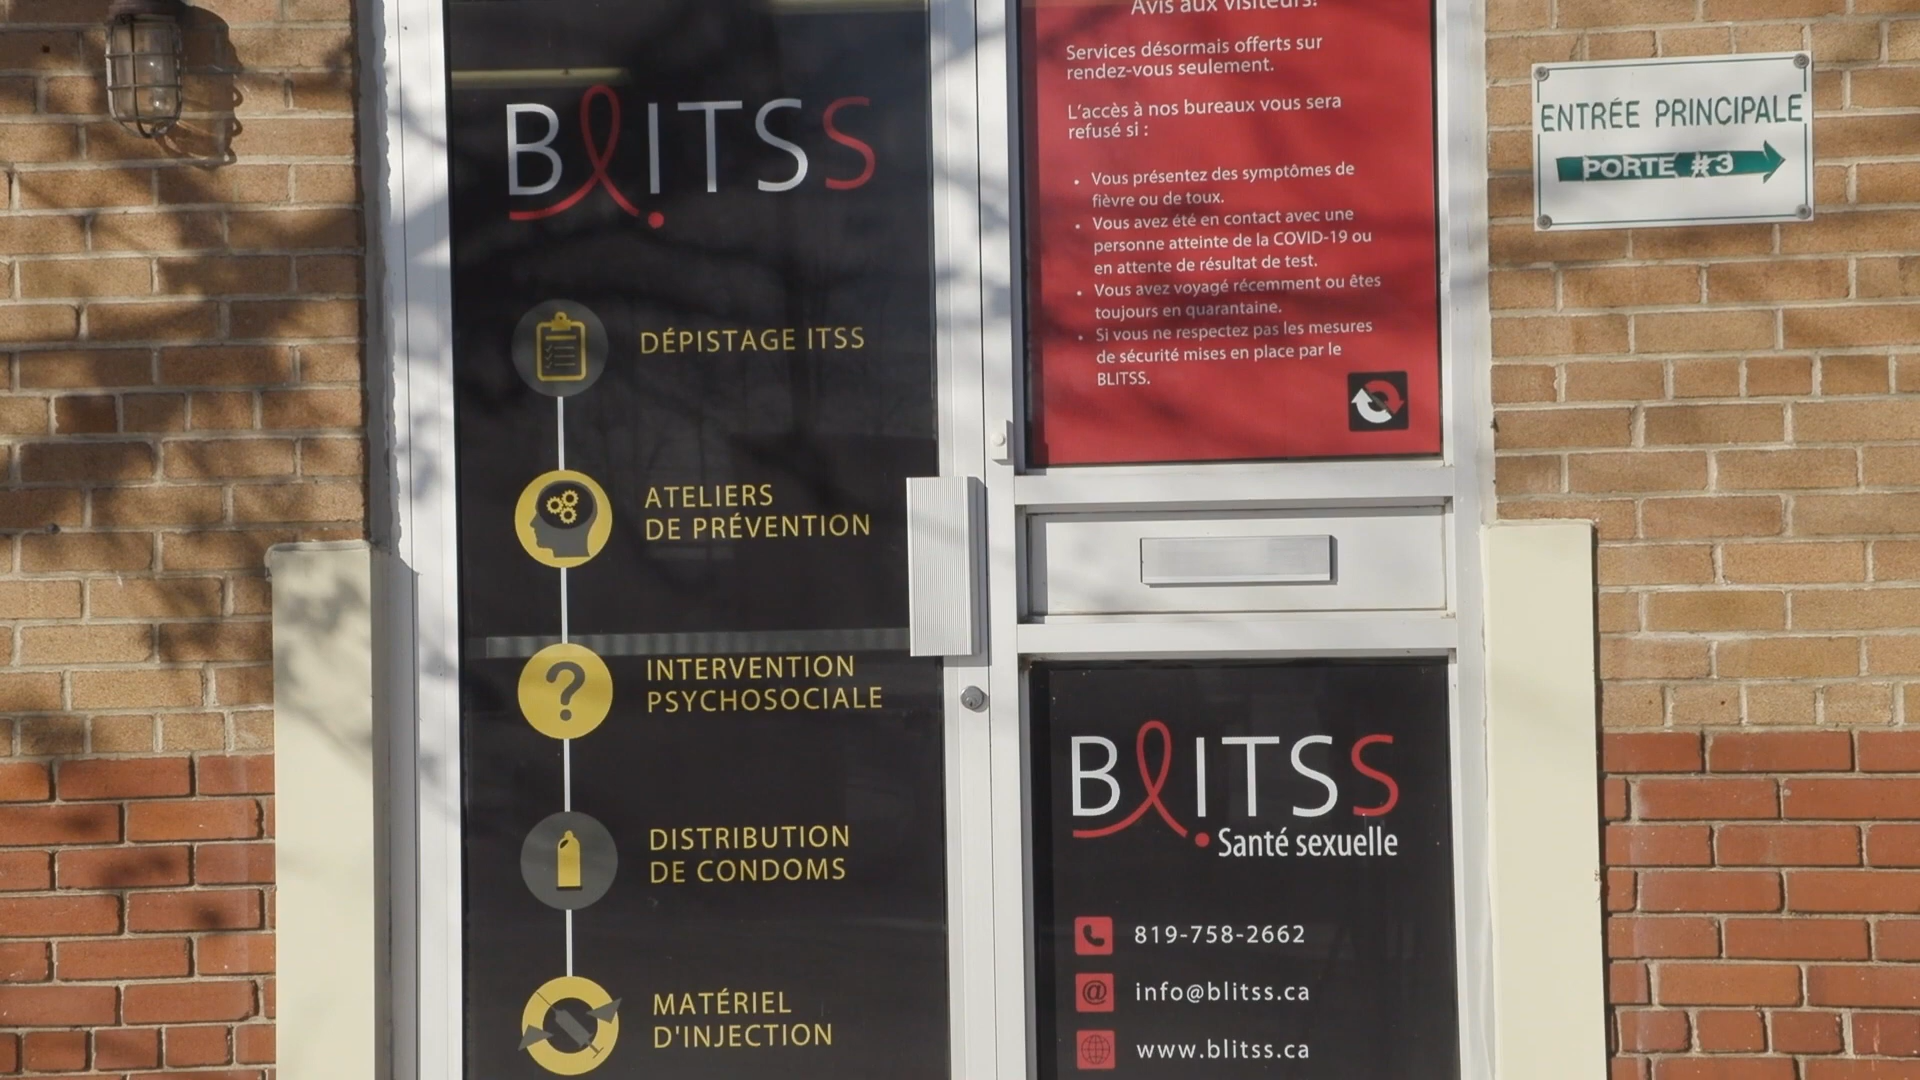 BLITSS
DÉPISTAGE ITSS
ATELIERS
DE PRÉVENTION
INTERVENTION
PSYCHOSOCIALE
DISTRIBUTION
DE CONDOMS
MATÉRIEL
D'INJECTION
Avis aux visiteurs:
Services désormais offerts sur
rendez-vous seulement.
L'accès à nos bureaux vous sera
refusé si :
• Vous présentez des symptômes de
fièvre ou de toux.
• Vous avez été en contact avec une
personne atteinte de la COVID-19 ou
en attente de résultat de test.
• Vous avez voyagé récemment ou êtes
toujours en quarantaine.
• Si vous ne respectez pas les mesures
de sécurité mises en place par le
BLITSS.
BLITSS
Santé sexuelle
819-758-2662
info@blitss.ca
www.blitss.ca
ENTRÉE PRINCIPALE
PORTE #3